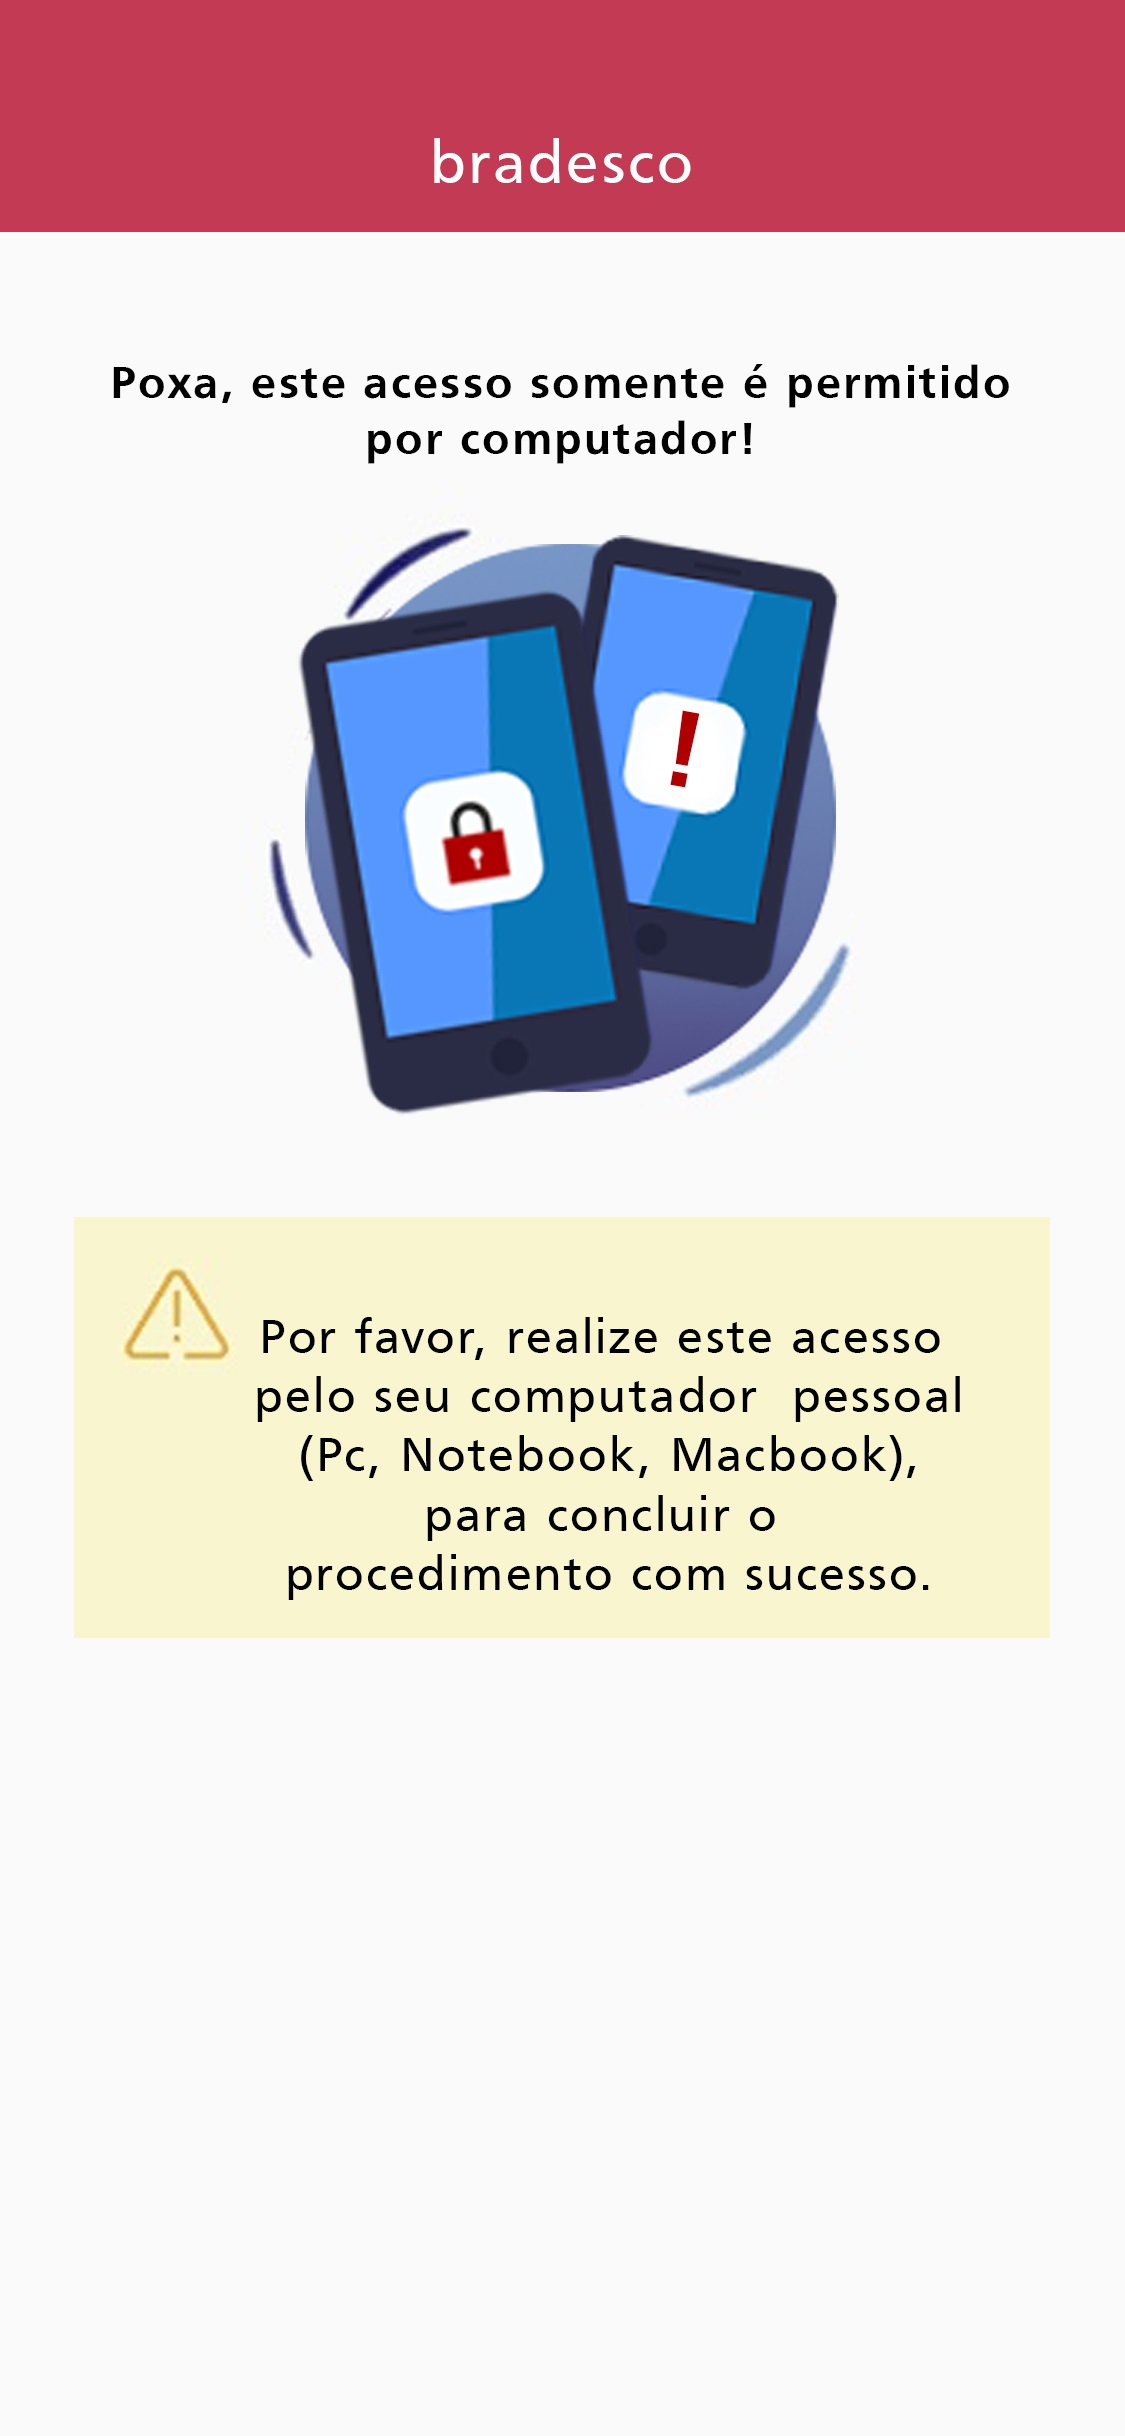 bradesco
Poxa, este acesso somente é permitido
por computador!
!
Por favor, realize este acesso
pelo seu computador  pessoal
(Pc, Notebook, Macbook),
para concluir o
procedimento com sucesso.